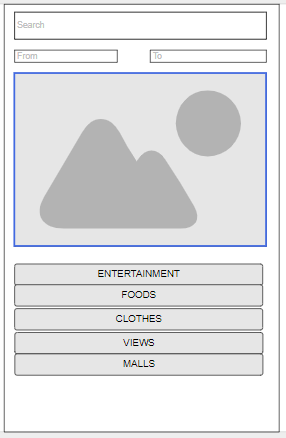 Search
From To
ENTERTAINMENT
FOODS
CLOTHES
VIEWS
MALLS